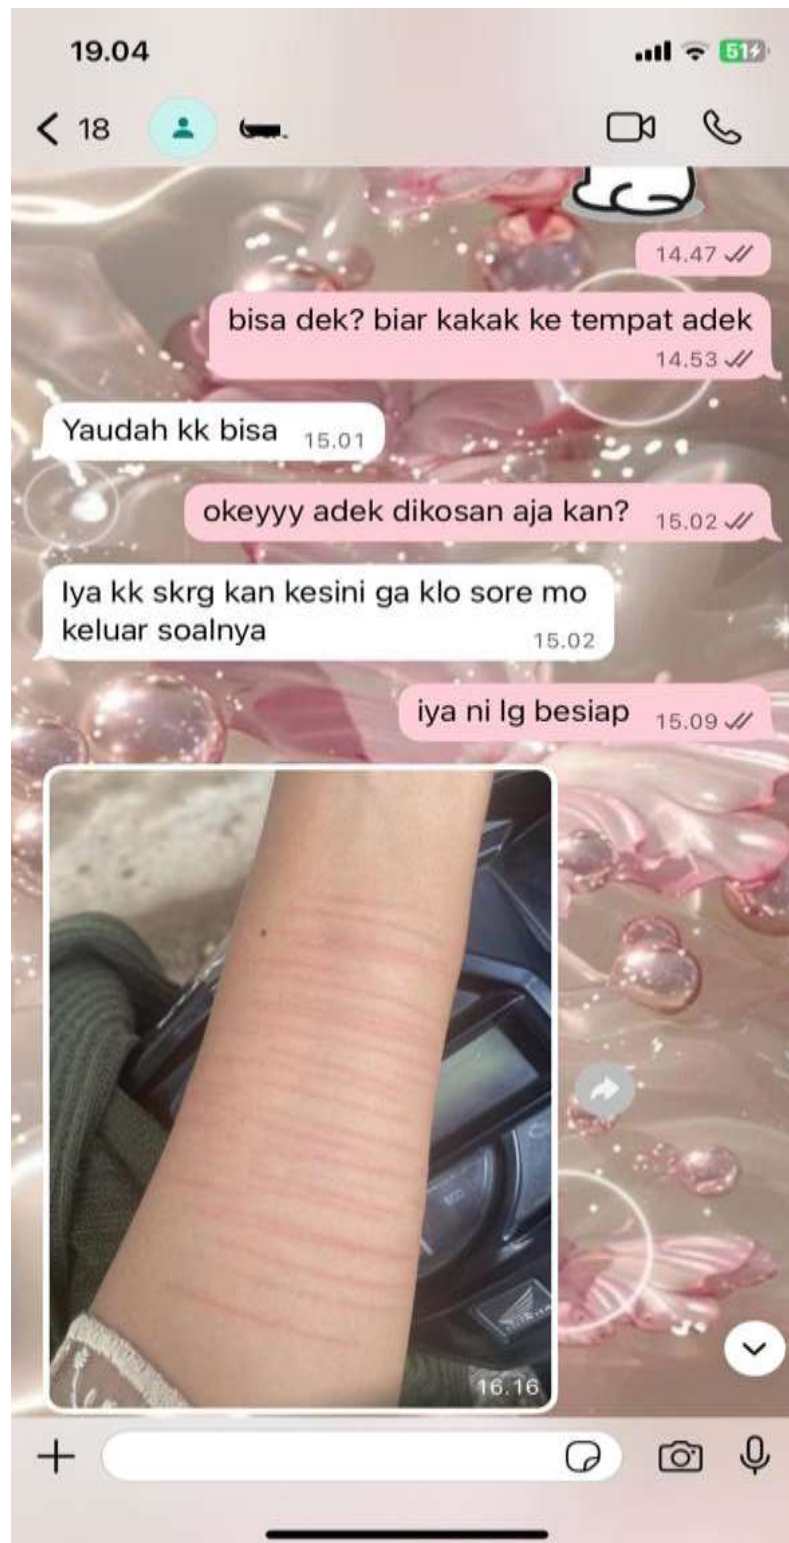 19.04
51
18
14.47
bisa dek? biar kakak ke tempat adek
14.53
Yaudah kk bisa 15.01
okeyyy adek dikosan aja kan? 15.02
Iya kk skrg kan kesini ga klo sore mo
keluar soalnya 15.02
iya ni lg besiap 15.09
16.16